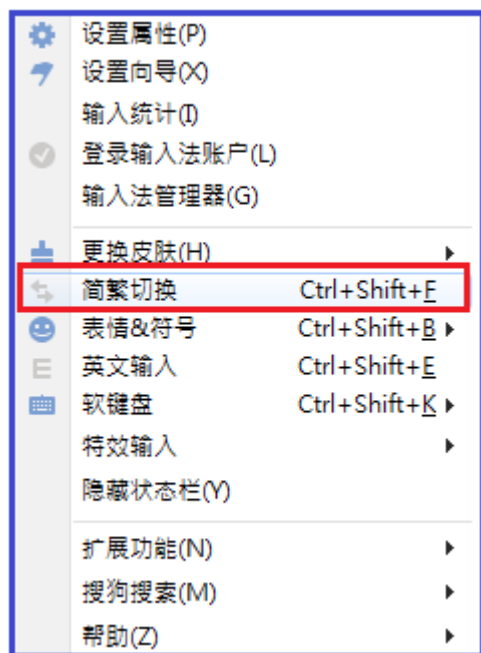 设置属性(P)
设置向导(X)
输入统计(I)
登录输入法账户(L)
输入法管理器(G)
更换皮肤(H)
简繁切换 Ctrl+Shift+F
表情&符号 Ctrl+Shift+B
英文输入 Ctrl+Shift+E
软键盘 Ctrl+Shift+K
特效输入
隐藏状态栏(Y)
扩展功能(N)
搜狗搜索(M)
帮助(Z)